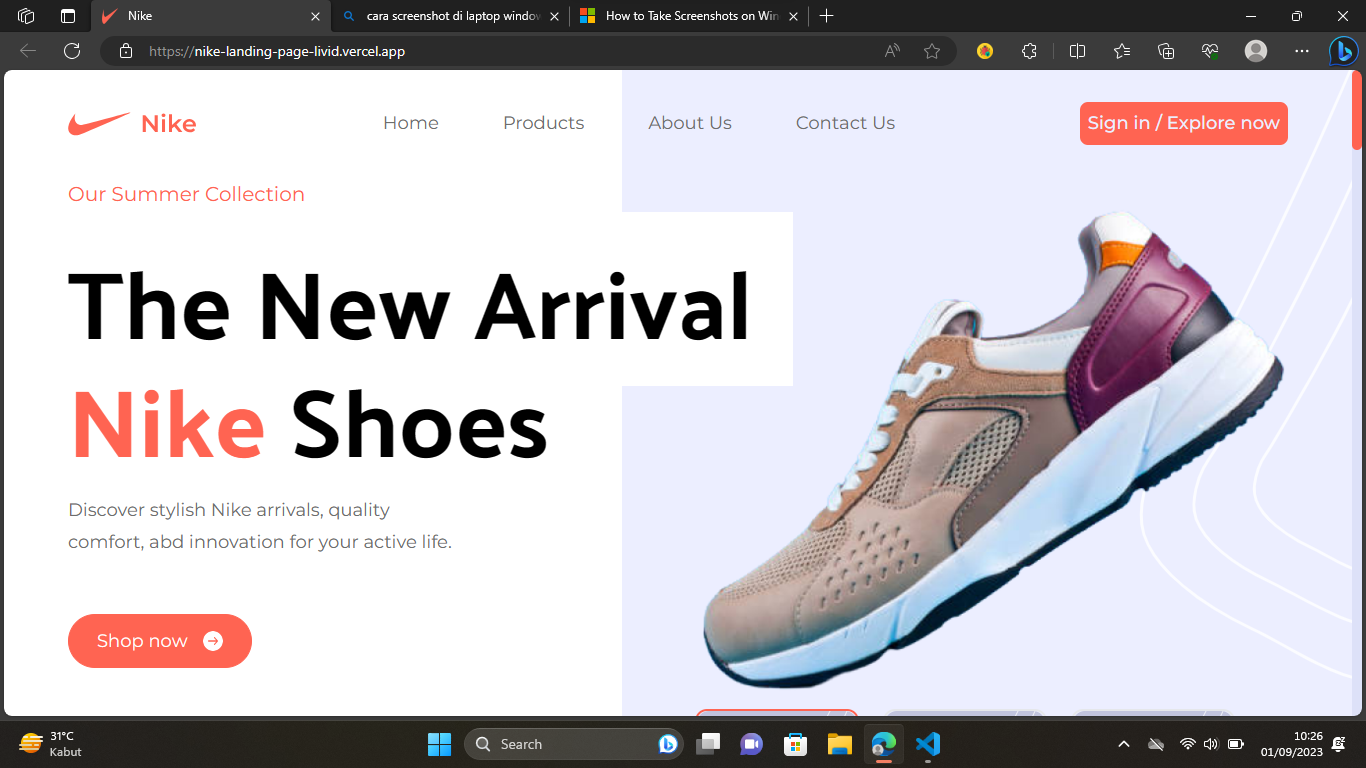 Nike
cara screenshot di laptop window
How to Take Screenshots on Win
https://nike-landing-page-livid.vercel.app
Nike
Home
Products
About Us
Contact Us
Sign in / Explore now
Our Summer Collection
The New Arrival
Nike Shoes
Discover stylish Nike arrivals, quality
comfort, abd innovation for your active life.
Shop now
31°C
Kabut
Search
10:26
01/09/2023